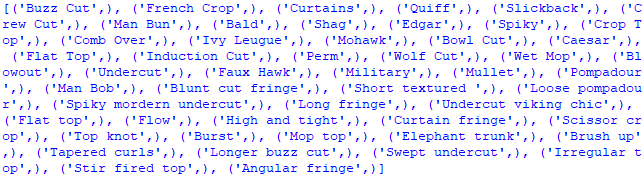 [('Buzz Cut',), ('French Crop',), ('Curtains',), ('Quiff',), ('Slickback',), ('C
rew Cut',), ('Man Bun',), ('Bald',), ('Shag',), ('Edgar',), ('Spiky',), ('Crop T
op',), ('Comb Over',), ('Ivy Leugue',), ('Mohawk',), ('Bowl Cut',), ('Caesar',),
('Flat Top',), ('Induction Cut',), ('Perm',), ('Wolf Cut',), ('Wet Mop',), ('Bl
owout',), ('Undercut',), ('Faux Hawk',), ('Military',), ('Mullet',), ('Pompadour
',), ('Man Bob',), ('Blunt cut fringe',), ('Short textured ',), ('Loose pompadou
r',), ('Spiky mordern undercut',), ('Long fringe',), ('Undercut viking chic',),
('Flat top',), ('Flow',), ('High and tight',), ('Curtain fringe',), ('Scissor cr
op',), ('Top knot',), ('Burst',), ('Mop top',), ('Elephant trunk',), ('Brush up'
,), ('Tapered curls',), ('Longer buzz cut',), ('Swept undercut',), ('Irregular t
op',), ('Stir fired top',), ('Angular fringe',)]